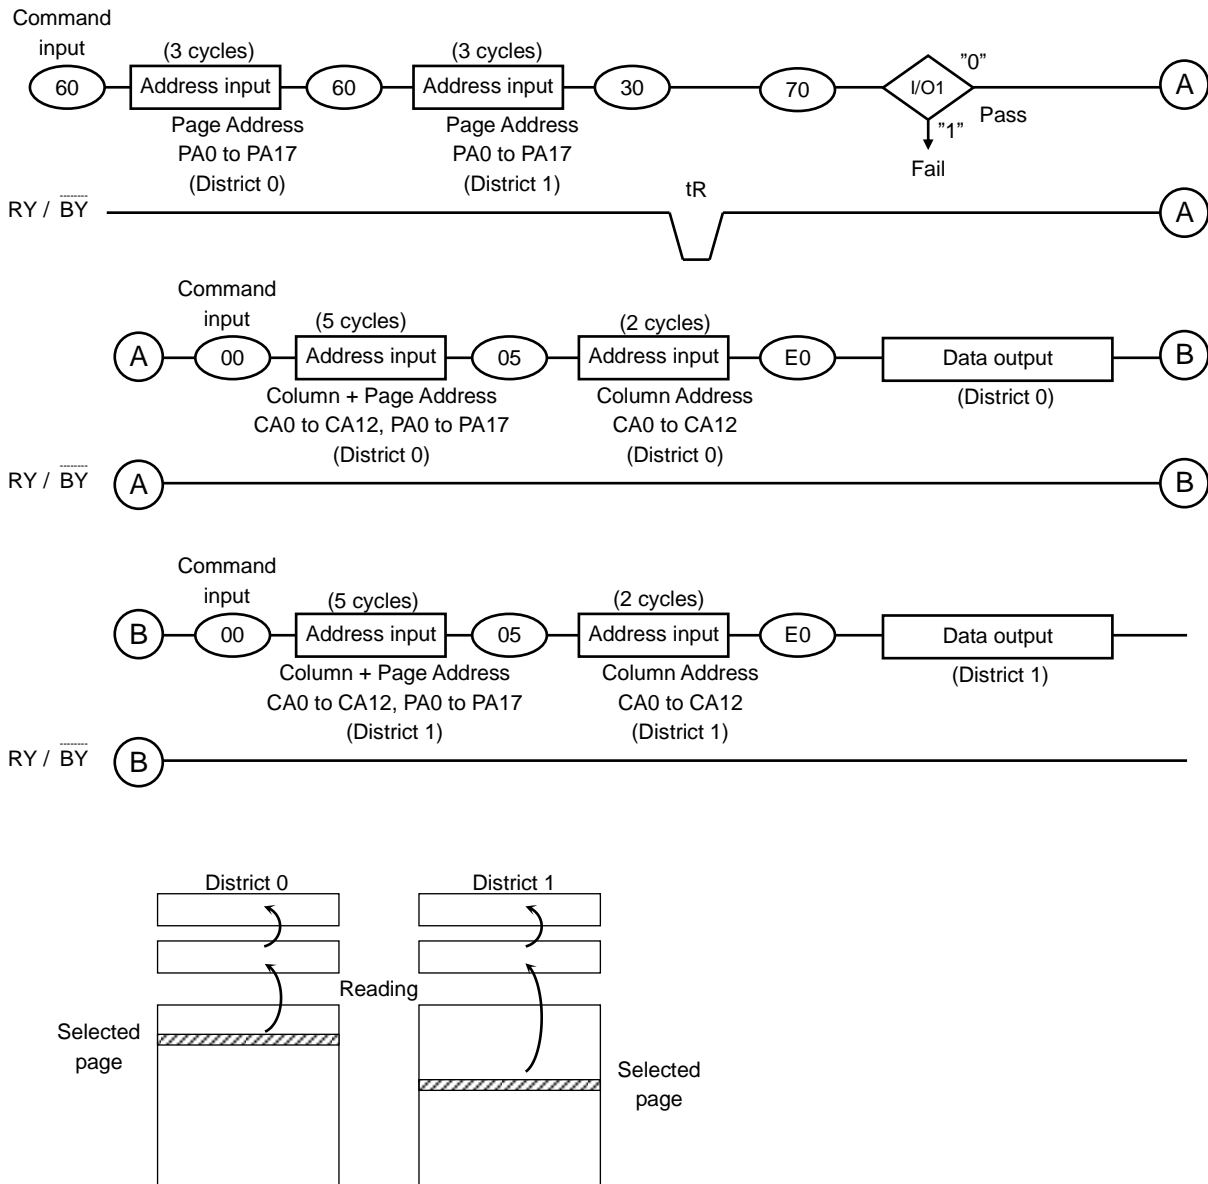 Command
input
(3 cycles)
(3 cycles)
60
Address input
60
Address input
30
70
I/O1
”0”
Pass
”1”
Fail
A
Page Address
PA0 to PA17
(District 0)
Page Address
PA0 to PA17
(District 1)
tR
RY / BY
A
Command
input
(5 cycles)
(2 cycles)
A
00
Address input
05
Address input
E0
Data output
B
Column + Page Address
CA0 to CA12, PA0 to PA17
(District 0)
Column Address
CA0 to CA12
(District 0)
(District 0)
RY / BY
A
B
Command
input
(5 cycles)
(2 cycles)
B
00
Address input
05
Address input
E0
Data output
Column + Page Address
CA0 to CA12, PA0 to PA17
(District 1)
Column Address
CA0 to CA12
(District 1)
(District 1)
RY / BY
B
District 0
District 1
Reading
Selected
page
Selected
page